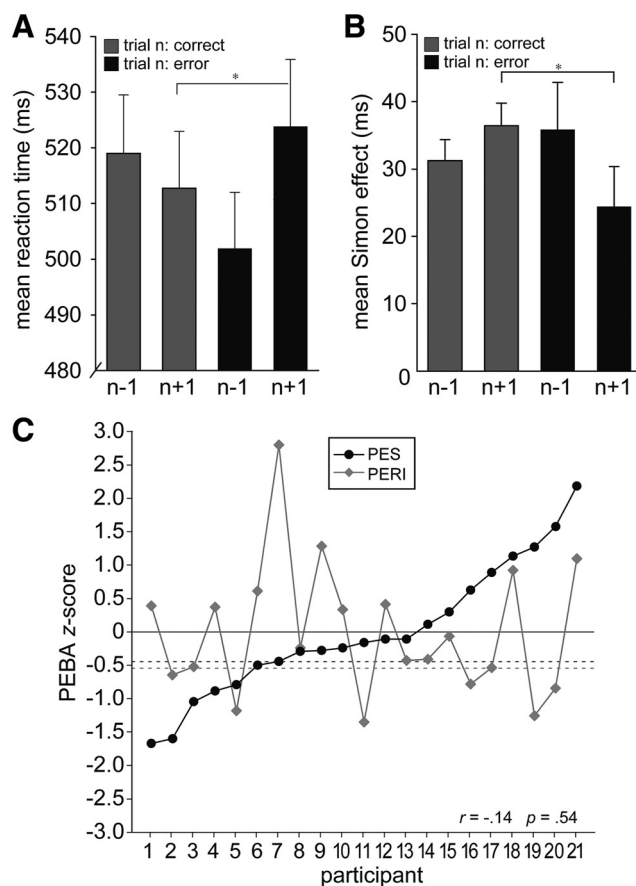 A
540
trial n: correct
trial n: error
*
530
520
510
500
490
480
mean reaction time (ms)
n-1 n+1 n-1 n+1
B
50
trial n: correct
trial n: error
*
40
30
20
10
0
mean Simon effect (ms)
n-1 n+1 n-1 n+1
C
3.0
2.5
2.0
1.5
1.0
0.5
0
-0.5
-1.0
-1.5
-2.0
-2.5
-3.0
PEBA z-score
PES
PERI
r = -.14 p = .54
1 2 3 4 5 6 7 8 9 10 11 12 13 14 15 16 17 18 19 20 21
participant